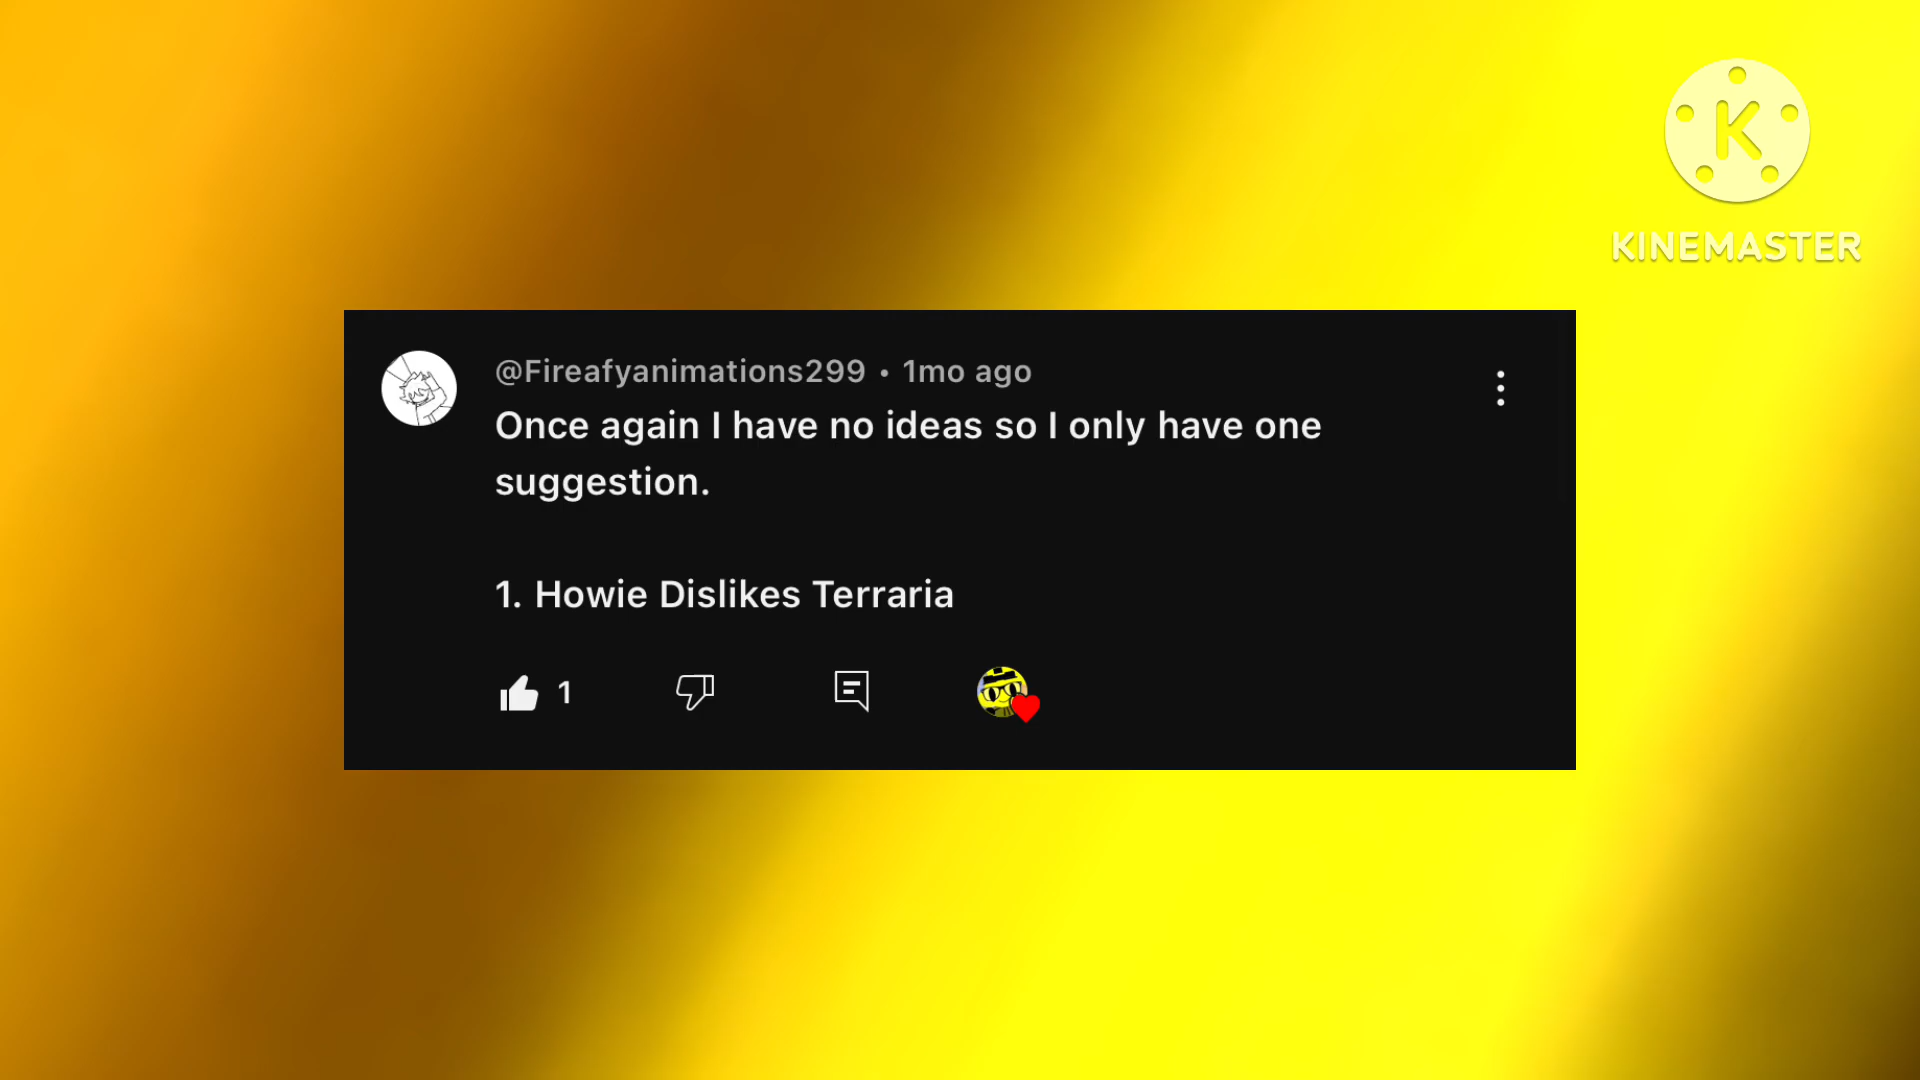 K
KINEMASTER
@Fireafyanimations299 • 1mo ago
Once again I have no ideas so I only have one
suggestion.
1. Howie Dislikes Terraria
1